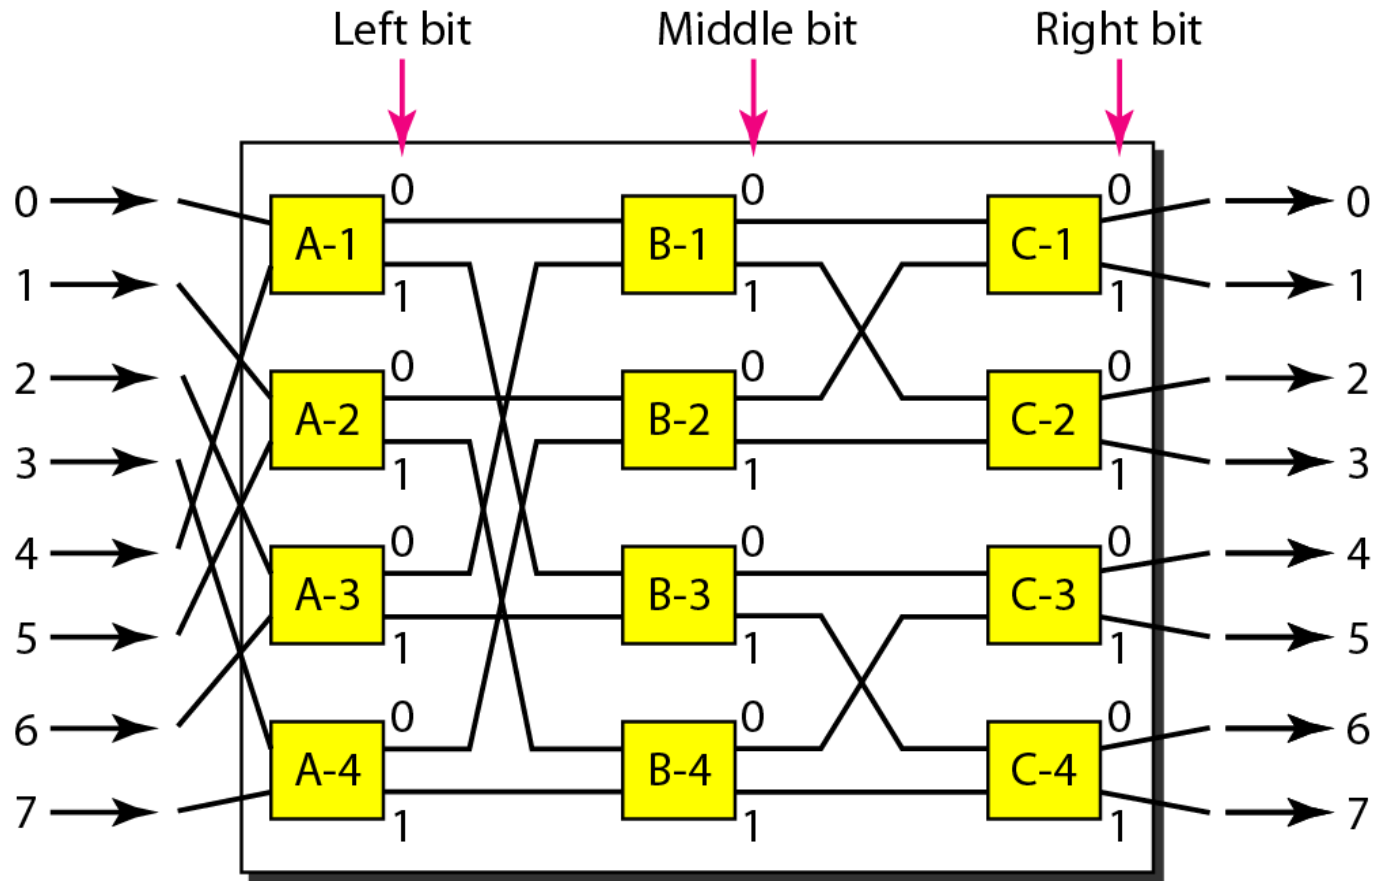 Left bit Middle bit Right bit
0 0 0 0 0
A-1 B-1 C-1
1 1 1 1 1
2 0 0 0 2
A-2 B-2 C-2
3 1 1 1 3
4 0 0 0 4
A-3 B-3 C-3
5 1 1 1 5
6 0 0 0 6
A-4 B-4 C-4
7 1 1 1 7